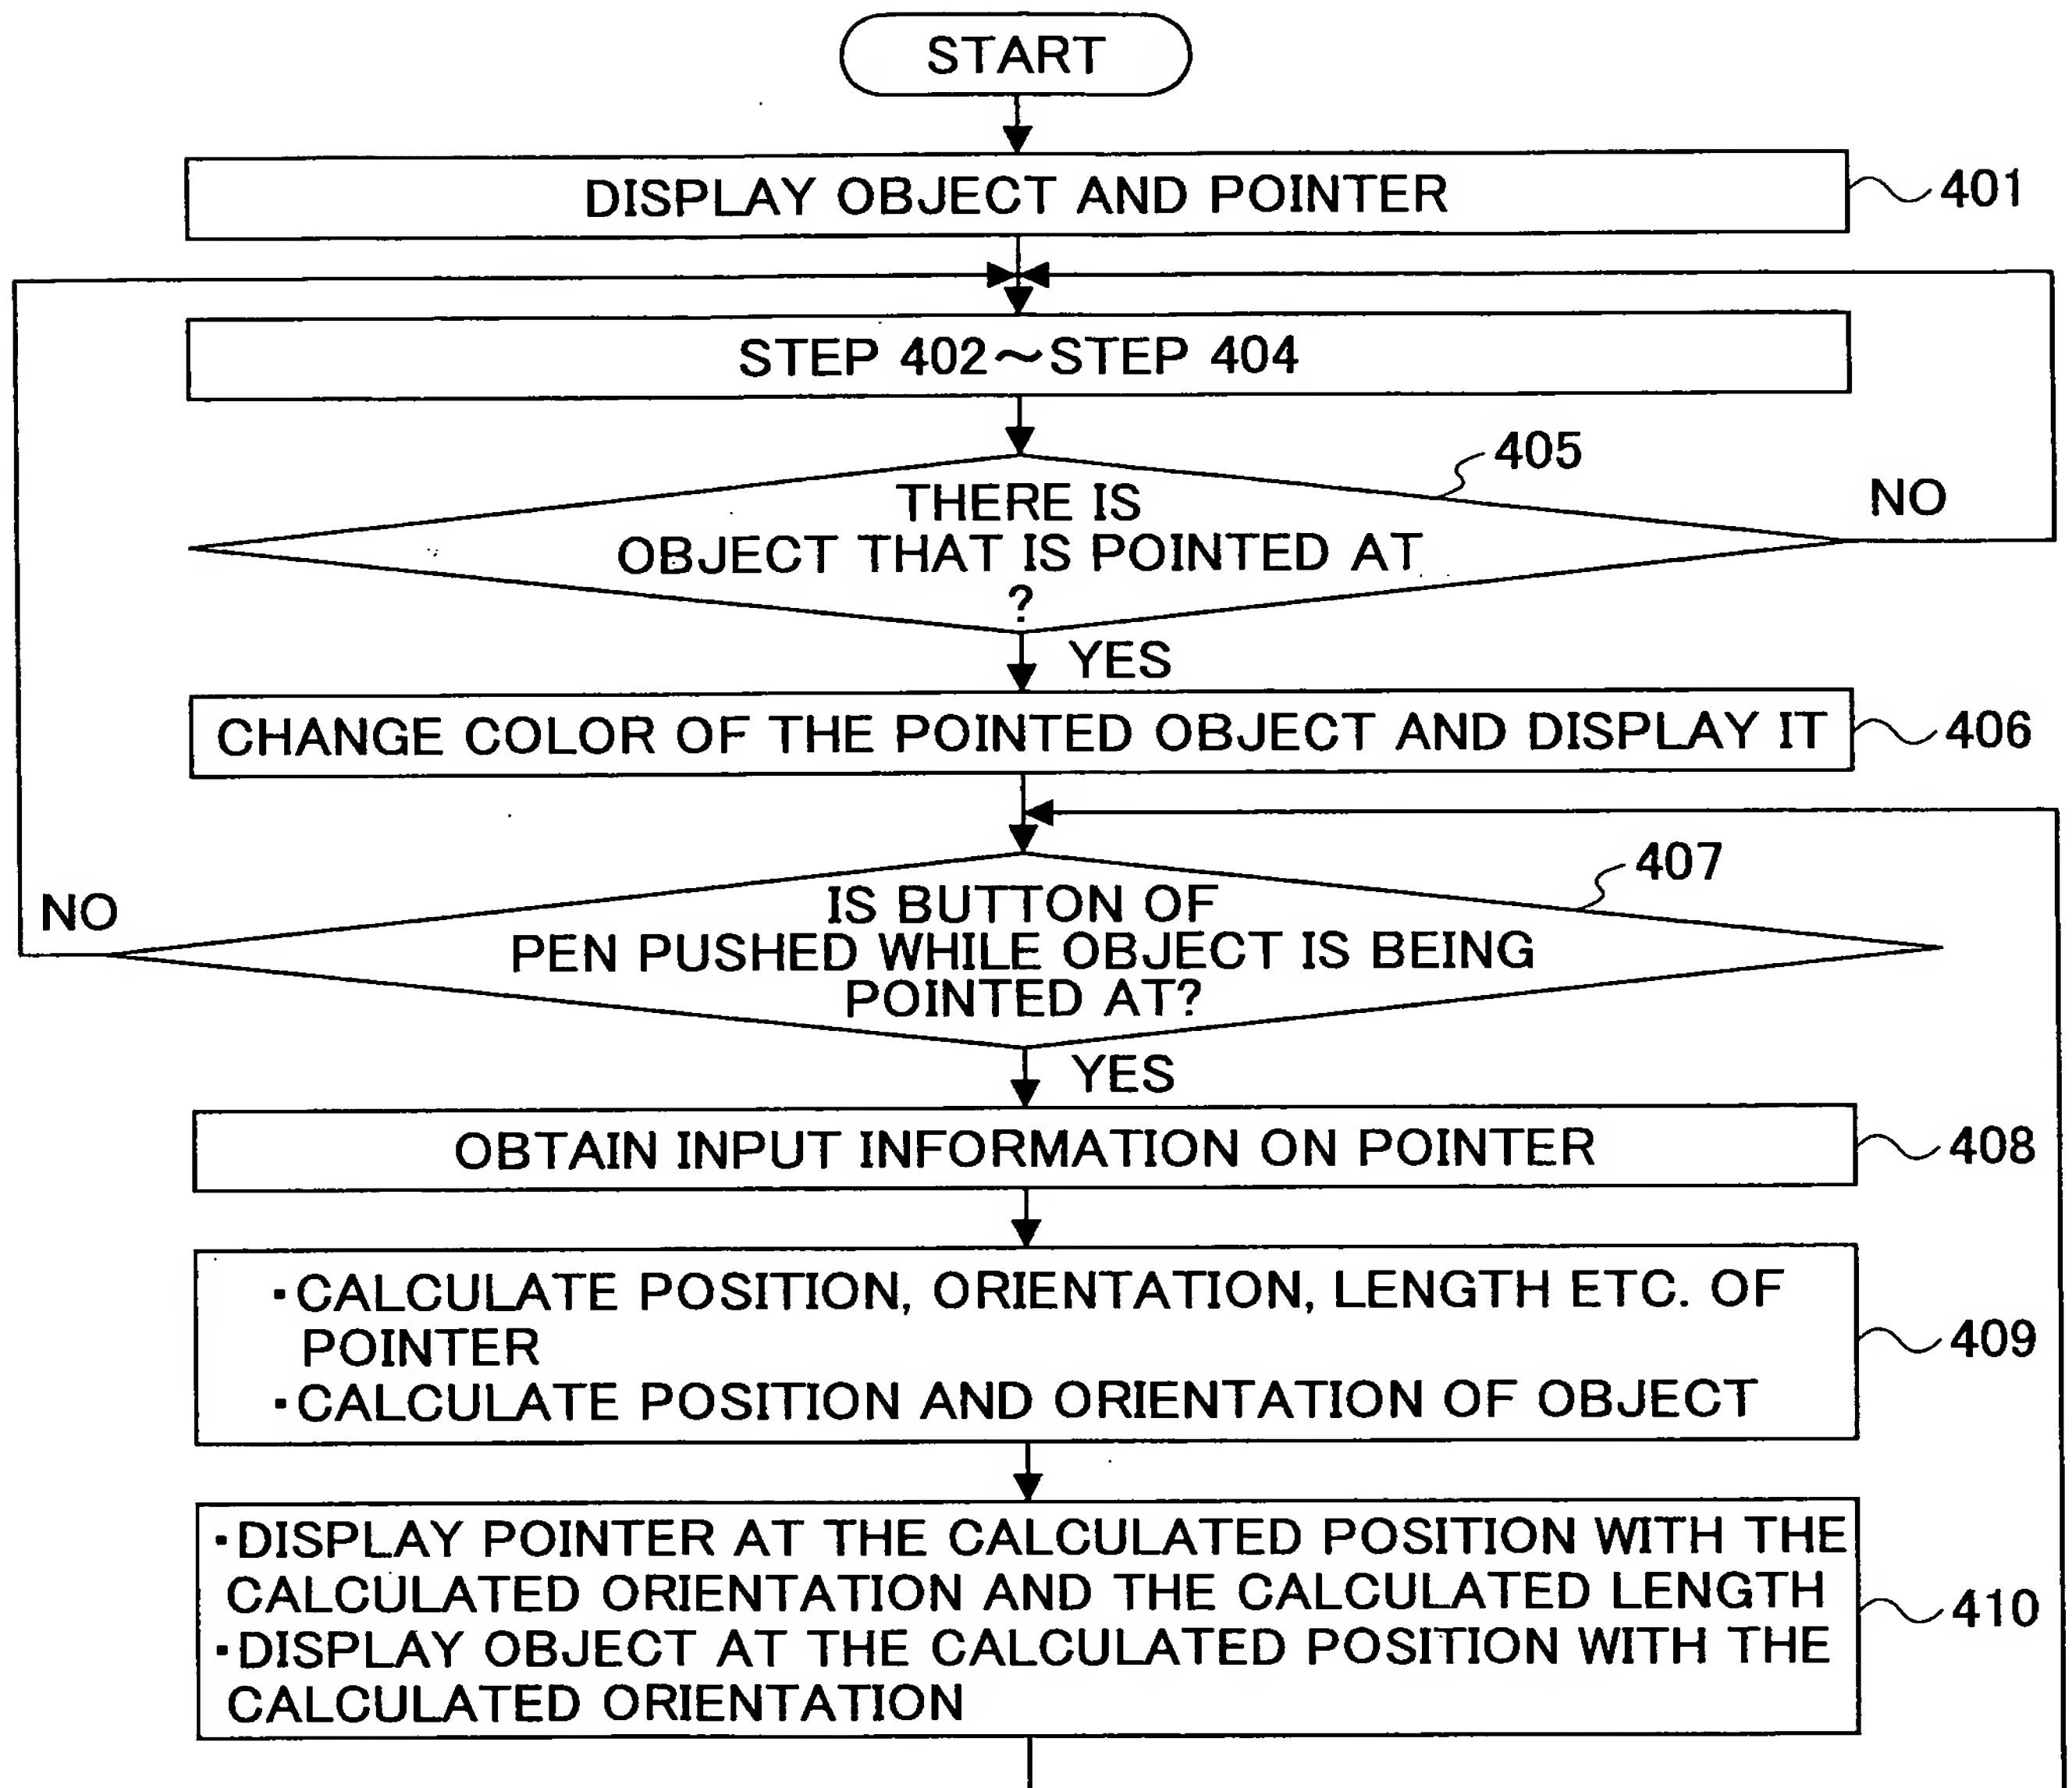 START
DISPLAY OBJECT AND POINTER
401
STEP 402～STEP 404
405
THERE IS
OBJECT THAT IS POINTED AT
?
NO
YES
CHANGE COLOR OF THE POINTED OBJECT AND DISPLAY IT
406
407
IS BUTTON OF
PEN PUSHED WHILE OBJECT IS BEING
POINTED AT?
NO
YES
OBTAIN INPUT INFORMATION ON POINTER
408
・CALCULATE POSITION, ORIENTATION, LENGTH ETC. OF
POINTER
・CALCULATE POSITION AND ORIENTATION OF OBJECT
409
・DISPLAY POINTER AT THE CALCULATED POSITION WITH THE
CALCULATED ORIENTATION AND THE CALCULATED LENGTH
・DISPLAY OBJECT AT THE CALCULATED POSITION WITH THE
CALCULATED ORIENTATION
410